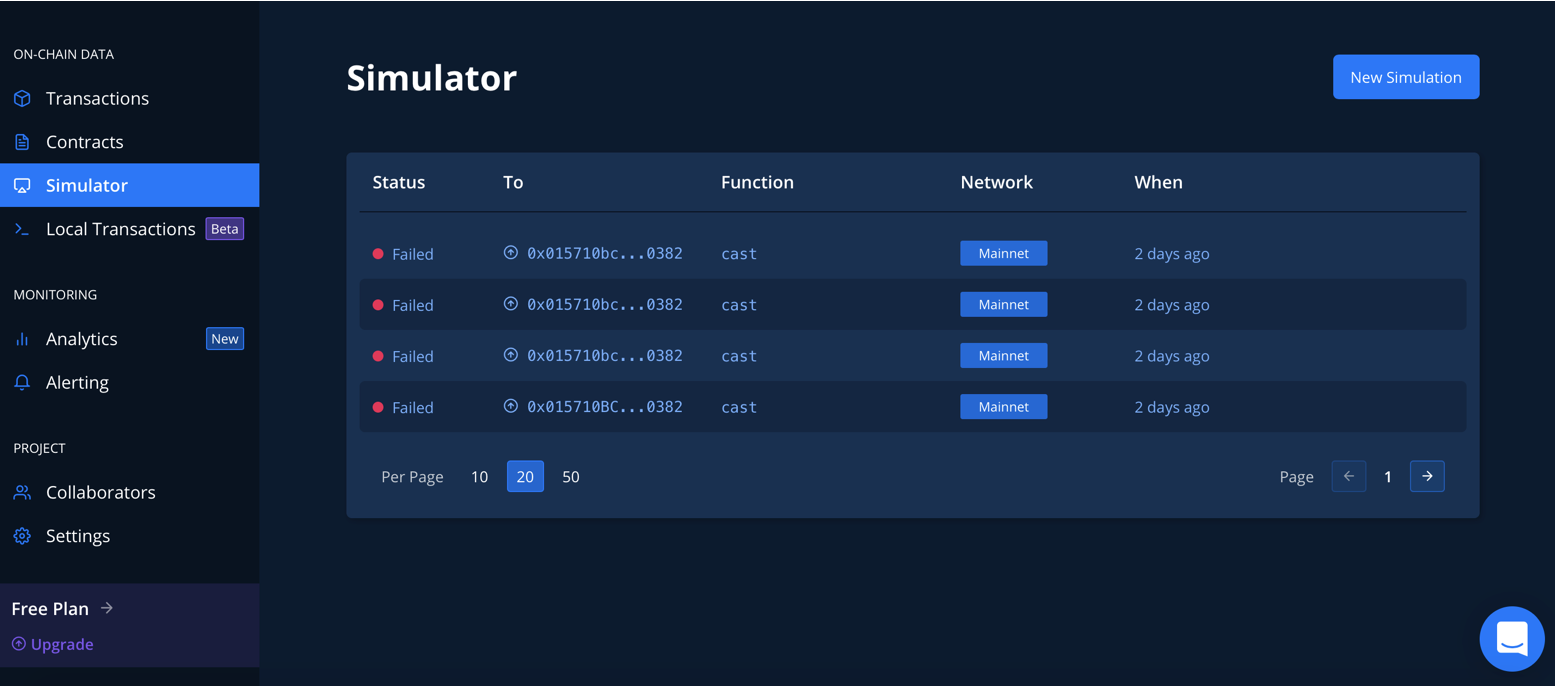 ON-CHAIN DATA
Transactions
Contracts
Simulator
Local Transactions Beta
MONITORING
Analytics New
Alerting
PROJECT
Collaborators
Settings
Free Plan
Upgrade
Simulator
New Simulation
Status To Function Network When
Failed 0x015710bc...0382 cast Mainnet 2 days ago
Failed 0x015710bc...0382 cast Mainnet 2 days ago
Failed 0x015710bc...0382 cast Mainnet 2 days ago
Failed 0x015710BC...0382 cast Mainnet 2 days ago
Per Page 10 20 50 Page 1